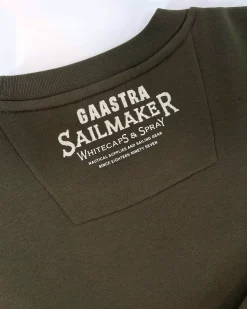 GAASTRA
SAILMAKER
WHITECAPS & SPRAY
NAUTICAL SUPPLIES AND SAILING GEAR
SINCE EIGHTEEN NINETY SEVEN